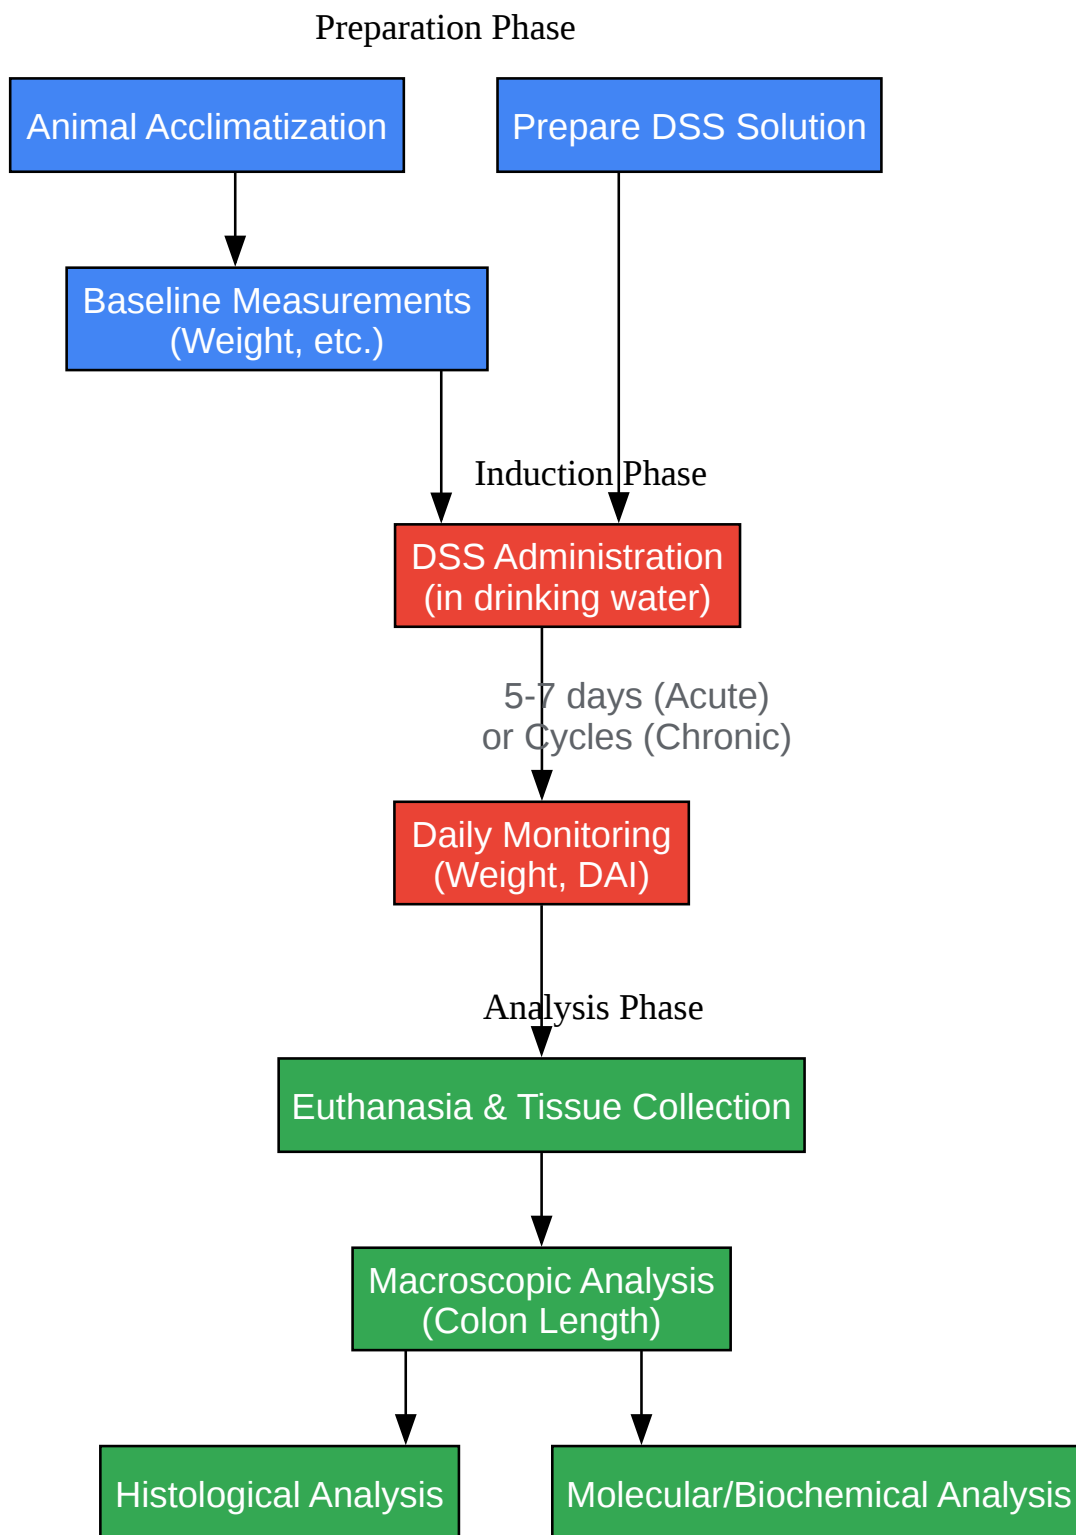 Preparation Phase
Animal Acclimatization
Prepare DSS Solution
Baseline Measurements
(Weight, etc.)
Induction Phase
DSS Administration
(in drinking water)
5-7 days (Acute)
or Cycles (Chronic)
Daily Monitoring
(Weight, DAI)
Analysis Phase
Euthanasia & Tissue Collection
Macroscopic Analysis
(Colon Length)
Histological Analysis
Molecular/Biochemical Analysis